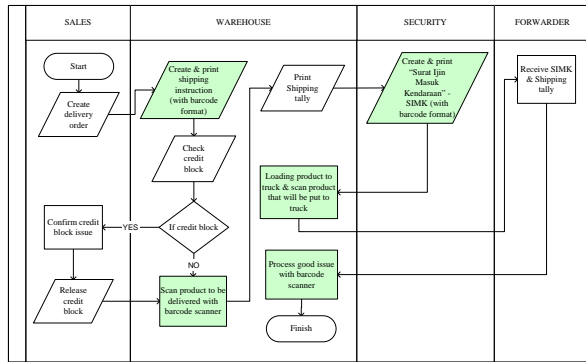 SALES
WAREHOUSE
SECURITY
FORWARDER
Start
Create
delivery
order
Create & print
shipping
instruction
(with barcode
format)
Check
credit
block
If credit block
YES
NO
Confirm credit
block issue
Release
credit
block
Scan product to be
delivered with
barcode scanner
Print
Shipping
tally
Create & print
“Surat Ijin
Masuk
Kendaraan” -
SIMK (with
barcode format)
Receive SIMK
& Shipping
tally
Loading product to
truck & scan product
that will be put to
truck
Process good issue
with barcode
scanner
Finish